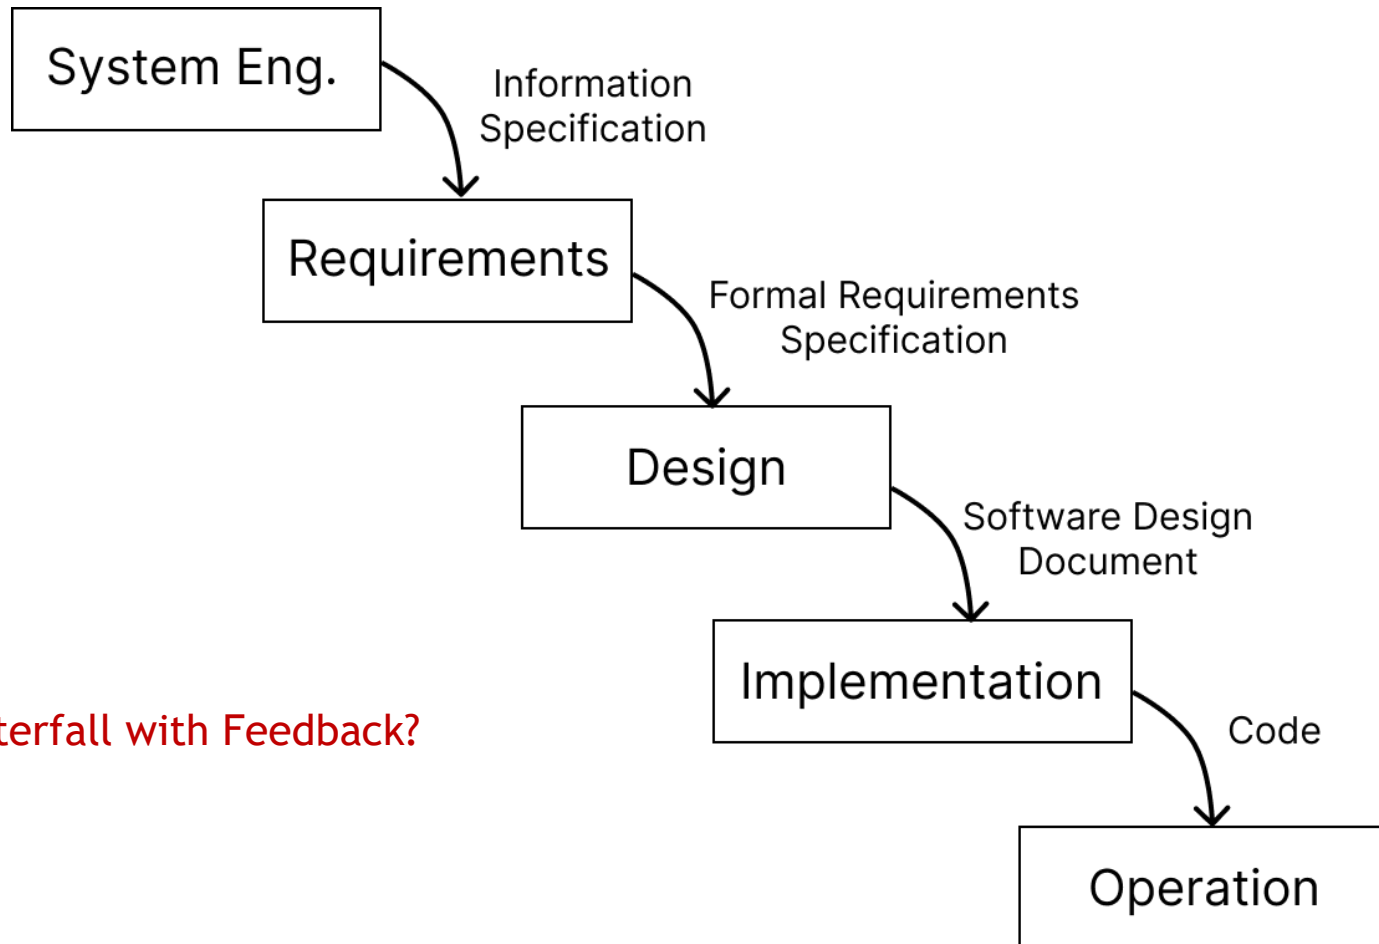 System Eng.
Information
Specification
Requirements
Formal Requirements
Specification
Design
Software Design
Document
Implementation
terfall with Feedback?
Code
Operation